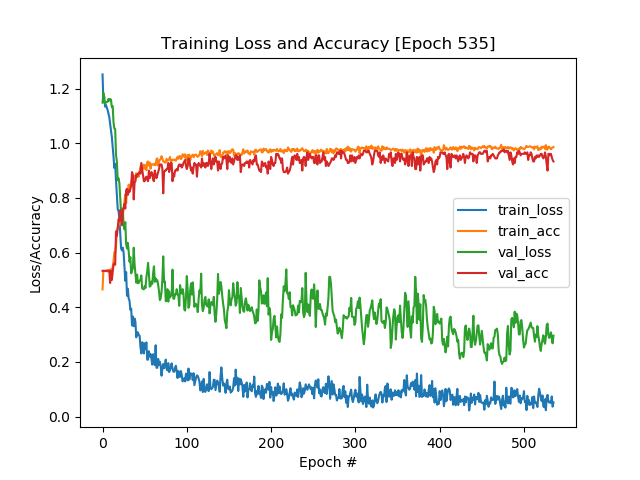 Training Loss and Accuracy [Epoch 535]
Loss/Accuracy
1.2
1.0
0.8
0.6
0.4
0.2
0.0
train_loss
train_acc
val_loss
val_acc
0 100 200 300 400 500
Epoch #